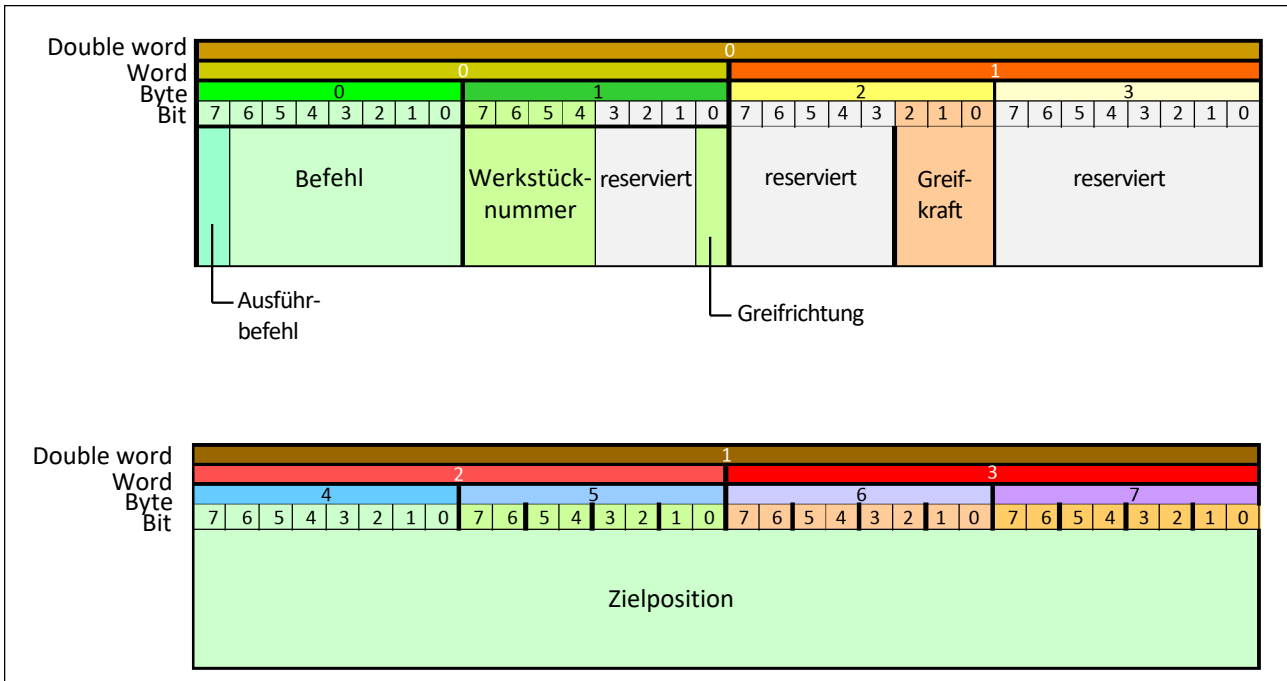 Double word 0
Word 0 1
Byte 0 1 2 3
Bit 7 6 5 4 3 2 1 0 7 6 5 4 3 2 1 0 7 6 5 4 3 2 1 0 7 6 5 4 3 2 1 0
Befehl Werkstück- reserviert reserviert Greif- reserviert
nummer kraft
Ausführ- Greifrichtung
befehl
Double word 1
Word 2 3
Byte 4 5 6 7
Bit 7 6 5 4 3 2 1 0 7 6 5 4 3 2 1 0 7 6 5 4 3 2 1 0 7 6 5 4 3 2 1 0
Zielposition